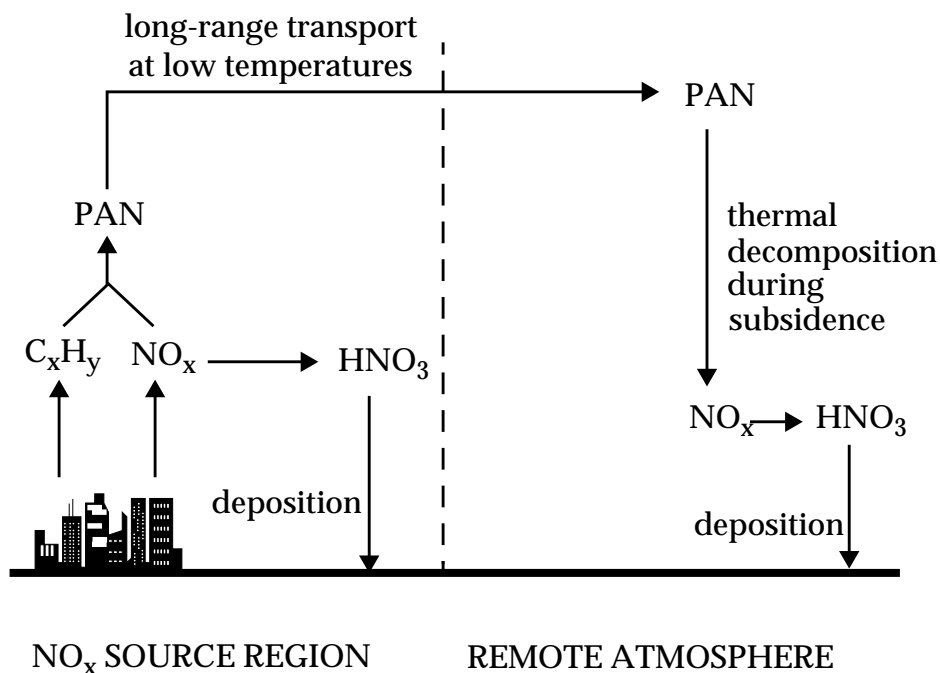 long-range transport
at low temperatures
PAN
PAN
thermal
decomposition
during
subsidence
CxHy
NOx
HNO3
NOx
HNO3
deposition
deposition
NOx SOURCE REGION
REMOTE ATMOSPHERE